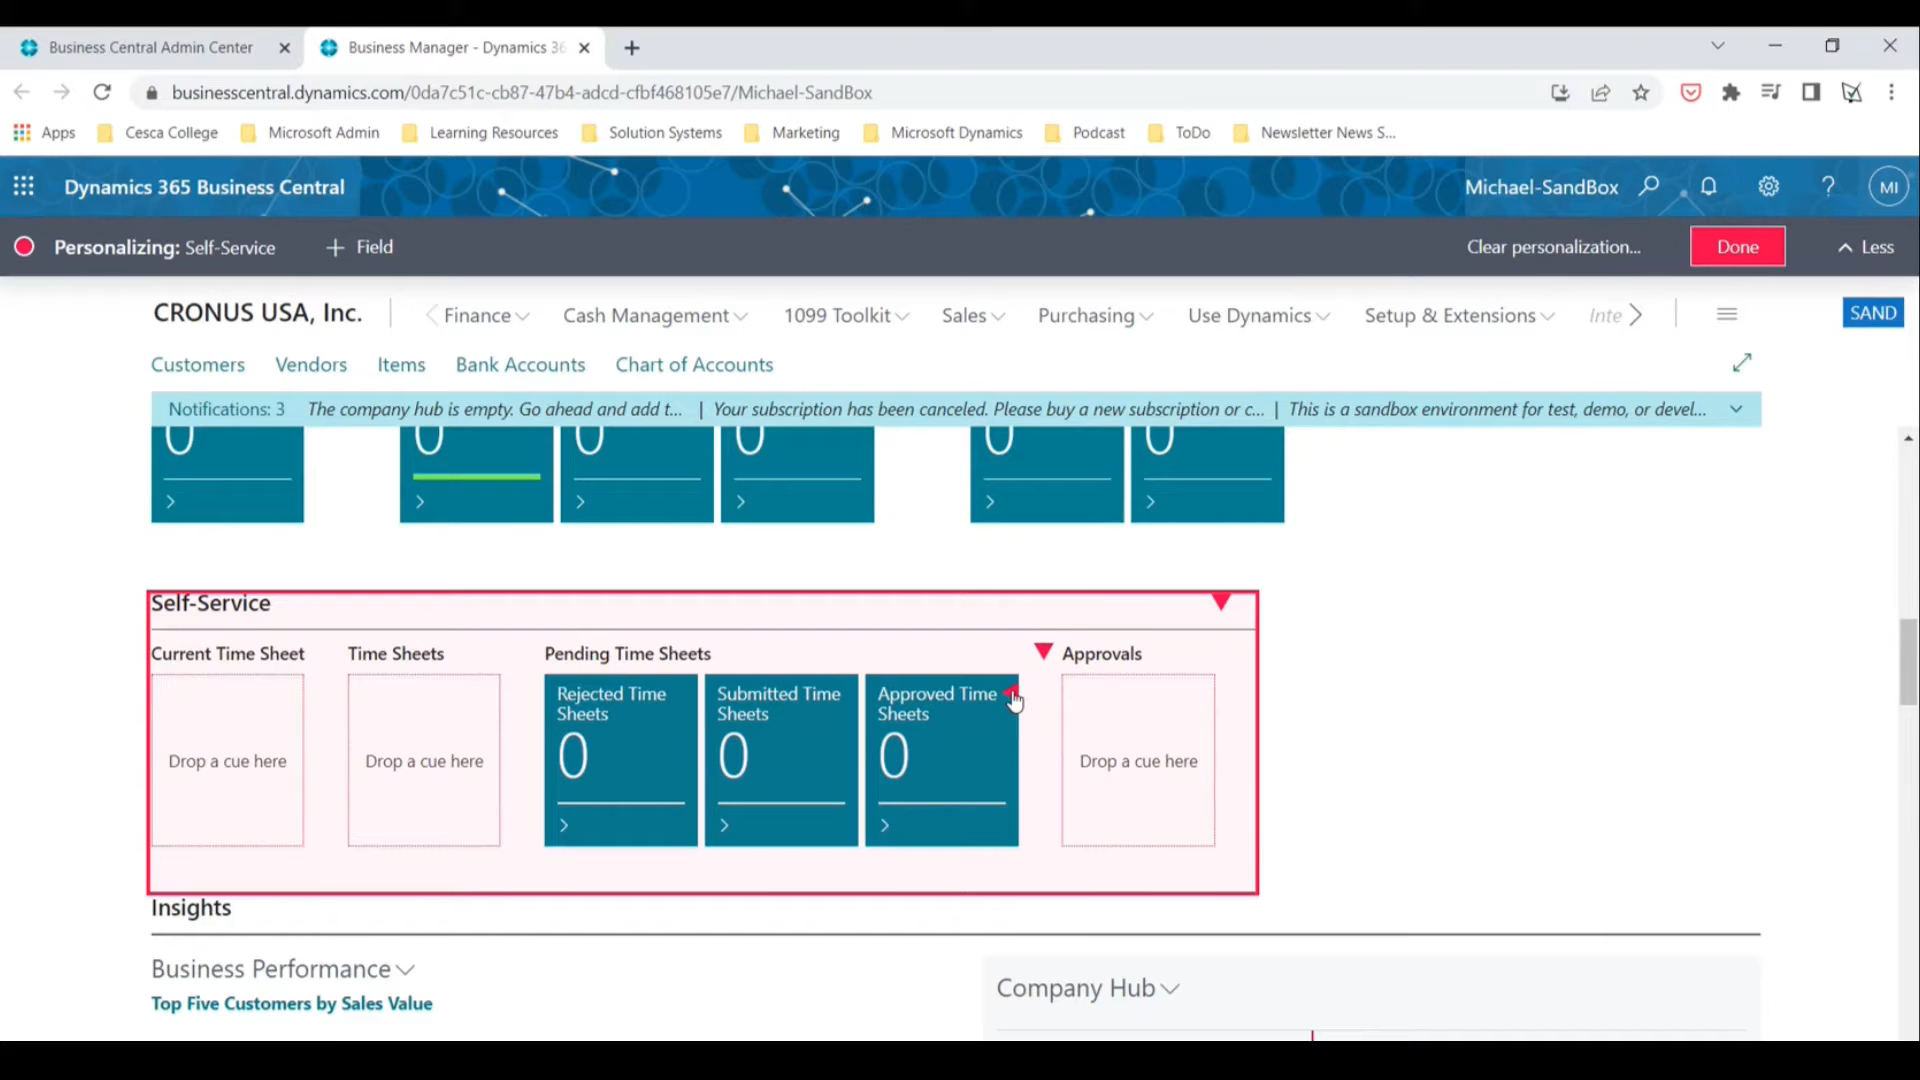 Business Central Admin Center
Business Manager - Dynamics 36
businesscentral.dynamics.com/0da7c51c-cb87-47b4-adcd-cfbf468105e7/Michael-SandBox
Apps Cesca College Microsoft Admin Learning Resources Solution Systems Marketing Microsoft Dynamics Podcast ToDo Newsletter News S...
Dynamics 365 Business Central Michael-SandBox ? MI
Personalizing: Self-Service + Field Clear personalization... Done Less
CRONUS USA, Inc. Finance Cash Management 1099 Toolkit Sales Purchasing Use Dynamics Setup & Extensions Inte SAND
Customers Vendors Items Bank Accounts Chart of Accounts
Notifications: 3 The company hub is empty. Go ahead and add t... | Your subscription has been canceled. Please buy a new subscription or c... | This is a sandbox environment for test, demo, or devel...
0 0 0 0 0 0
Self-Service
Current Time Sheet Time Sheets Pending Time Sheets Approvals
Drop a cue here
Drop a cue here
Rejected Time
Sheets
0
Submitted Time
Sheets
0
Approved Time
Sheets
0
Drop a cue here
Insights
Business Performance
Top Five Customers by Sales Value
Company Hub